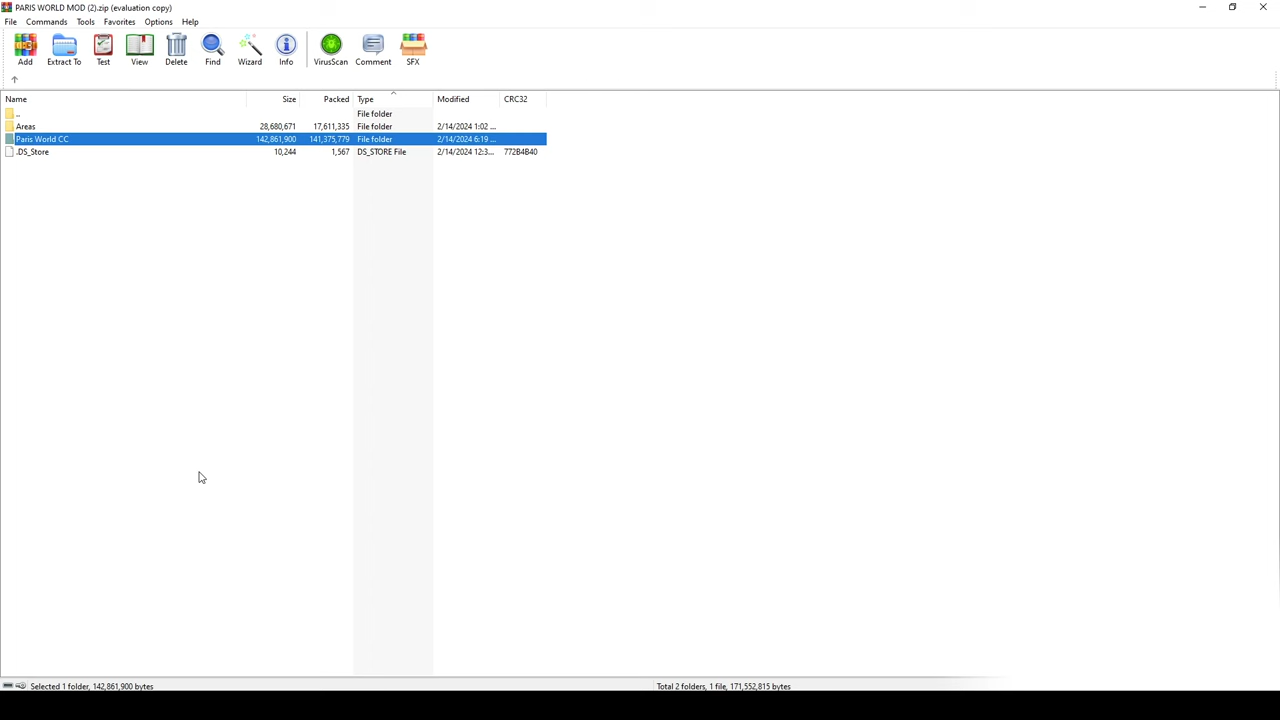 PARIS WORLD MOD (2).zip (evaluation copy)
File Commands Tools Favorites Options Help
Add Extract To Test View Delete Find Wizard Info VirusScan Comment SFX
Name Size Packed Type Modified CRC32
.. File folder
Areas 28,680,671 17,611,335 File folder 2/14/2024 1:02 ...
Paris World CC 142,861,900 141,375,779 File folder 2/14/2024 6:19 ...
.DS_Store 10,244 1,567 DS_STORE File 2/14/2024 12:3... 772B4B40
Selected 1 folder, 142,861,900 bytes Total 2 folders, 1 file, 171,552,815 bytes